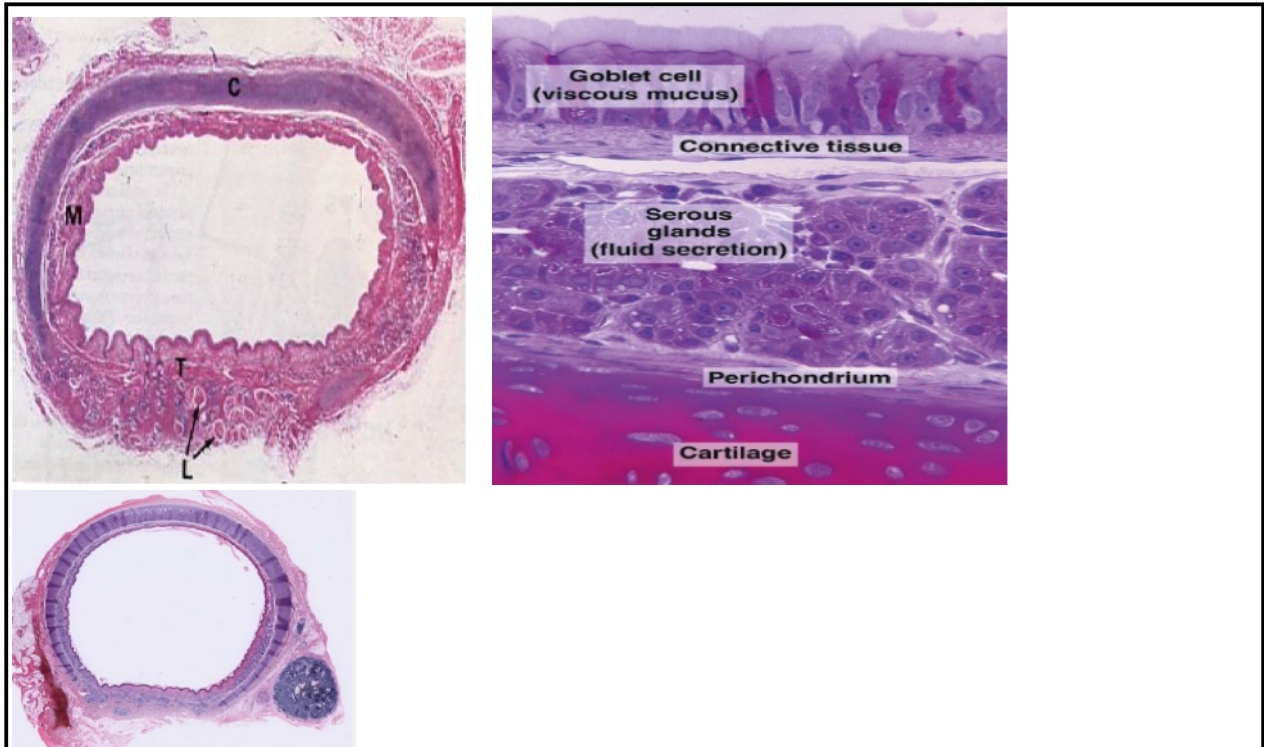 C
M
T
L
Goblet cell
(viscous mucus)
Connective tissue
Serous
glands
(fluid secretion)
Perichondrium
Cartilage